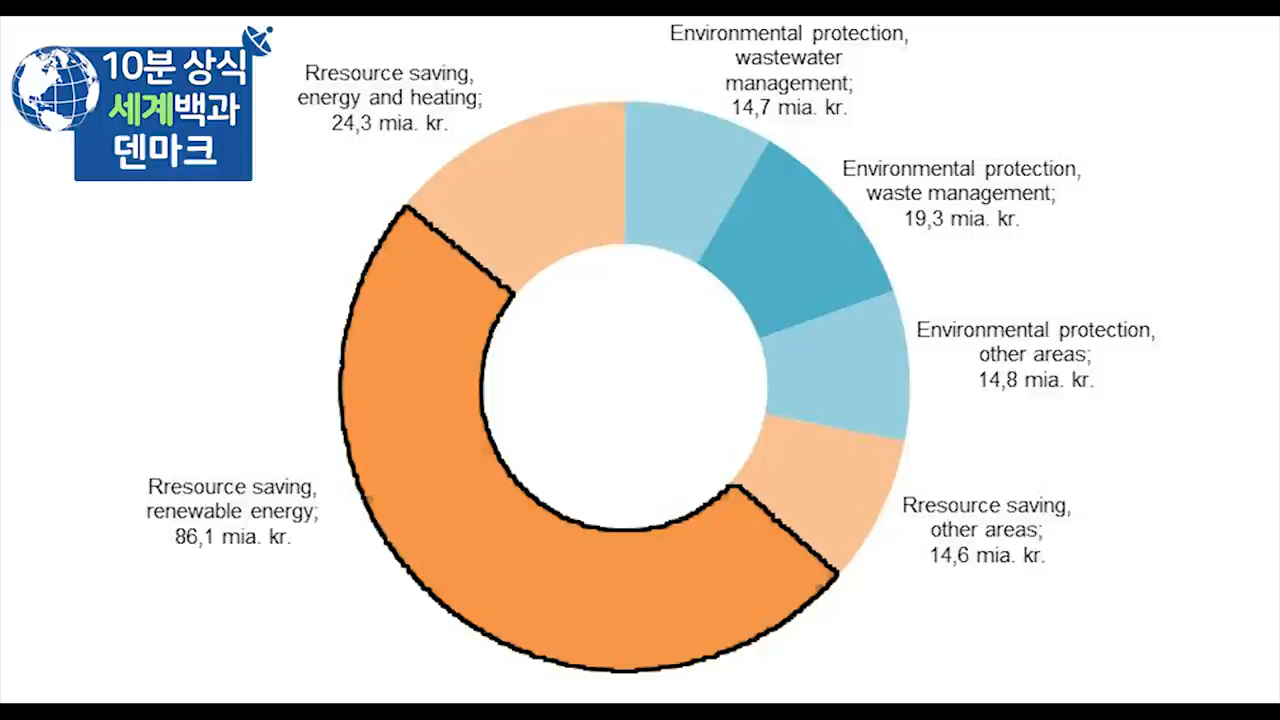 10분 상식
세계백과
덴마크
Rresource saving,
energy and heating;
24,3 mia. kr.
Environmental protection,
wastewater
management;
14,7 mia. kr.
Environmental protection,
waste management;
19,3 mia. kr.
Environmental protection,
other areas;
14,8 mia. kr.
Rresource saving,
other areas;
14,6 mia. kr.
Rresource saving,
renewable energy;
86,1 mia. kr.